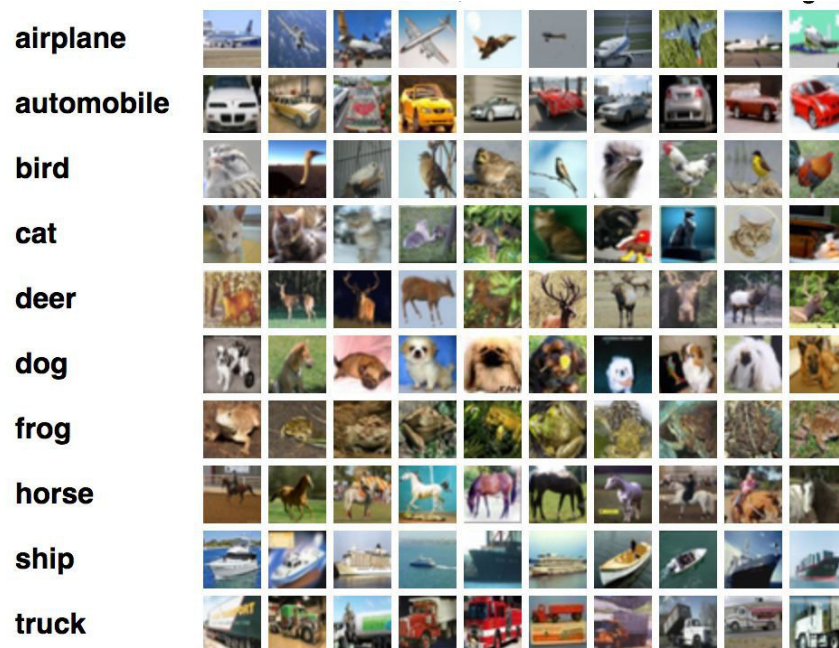 airplane
automobile
bird
cat
deer
dog
frog
horse
ship
truck